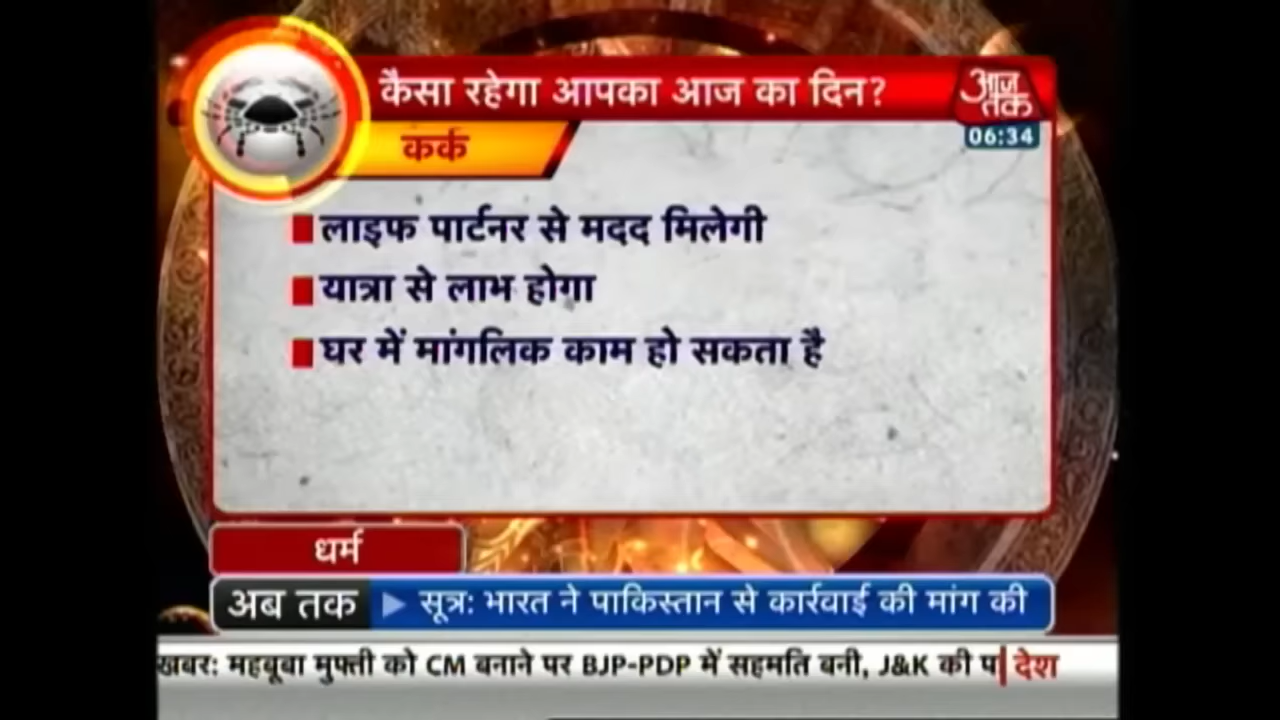 कैसा रहेगा आपका आज का दिन?
आज तक
06:34
कर्क
लाइफ पार्टनर से मदद मिलेगी
यात्रा से लाभ होगा
घर में मांगलिक काम हो सकता है
धर्म
अब तक ▶ सूत्र: भारत ने पाकिस्तान से कार्रवाई की मांग की
खबर: महबूबा मुफ्ती को CM बनाने पर BJP-PDP में सहमति बनी, J&K की प| देश